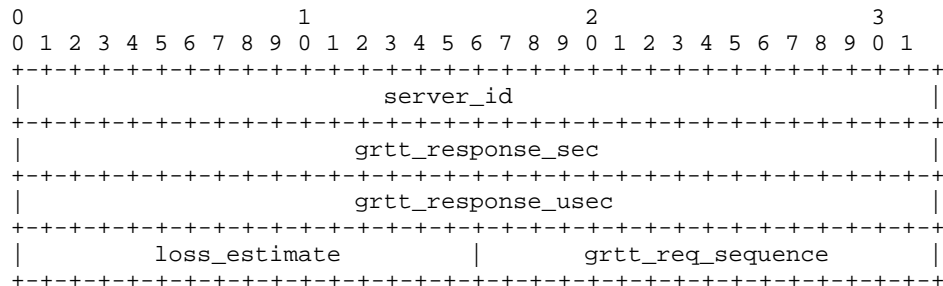 0                   1                   2                   3
0 1 2 3 4 5 6 7 8 9 0 1 2 3 4 5 6 7 8 9 0 1 2 3 4 5 6 7 8 9 0 1
+-+-+-+-+-+-+-+-+-+-+-+-+-+-+-+-+-+-+-+-+-+-+-+-+-+-+-+-+-+-+-+-+
|                         server_id                             |
+-+-+-+-+-+-+-+-+-+-+-+-+-+-+-+-+-+-+-+-+-+-+-+-+-+-+-+-+-+-+-+-+
|                       grtt_response_sec                       |
+-+-+-+-+-+-+-+-+-+-+-+-+-+-+-+-+-+-+-+-+-+-+-+-+-+-+-+-+-+-+-+-+
|                       grtt_response_usec                      |
+-+-+-+-+-+-+-+-+-+-+-+-+-+-+-+-+-+-+-+-+-+-+-+-+-+-+-+-+-+-+-+-+
|         loss_estimate         |       grtt_req_sequence       |
+-+-+-+-+-+-+-+-+-+-+-+-+-+-+-+-+-+-+-+-+-+-+-+-+-+-+-+-+-+-+-+-+